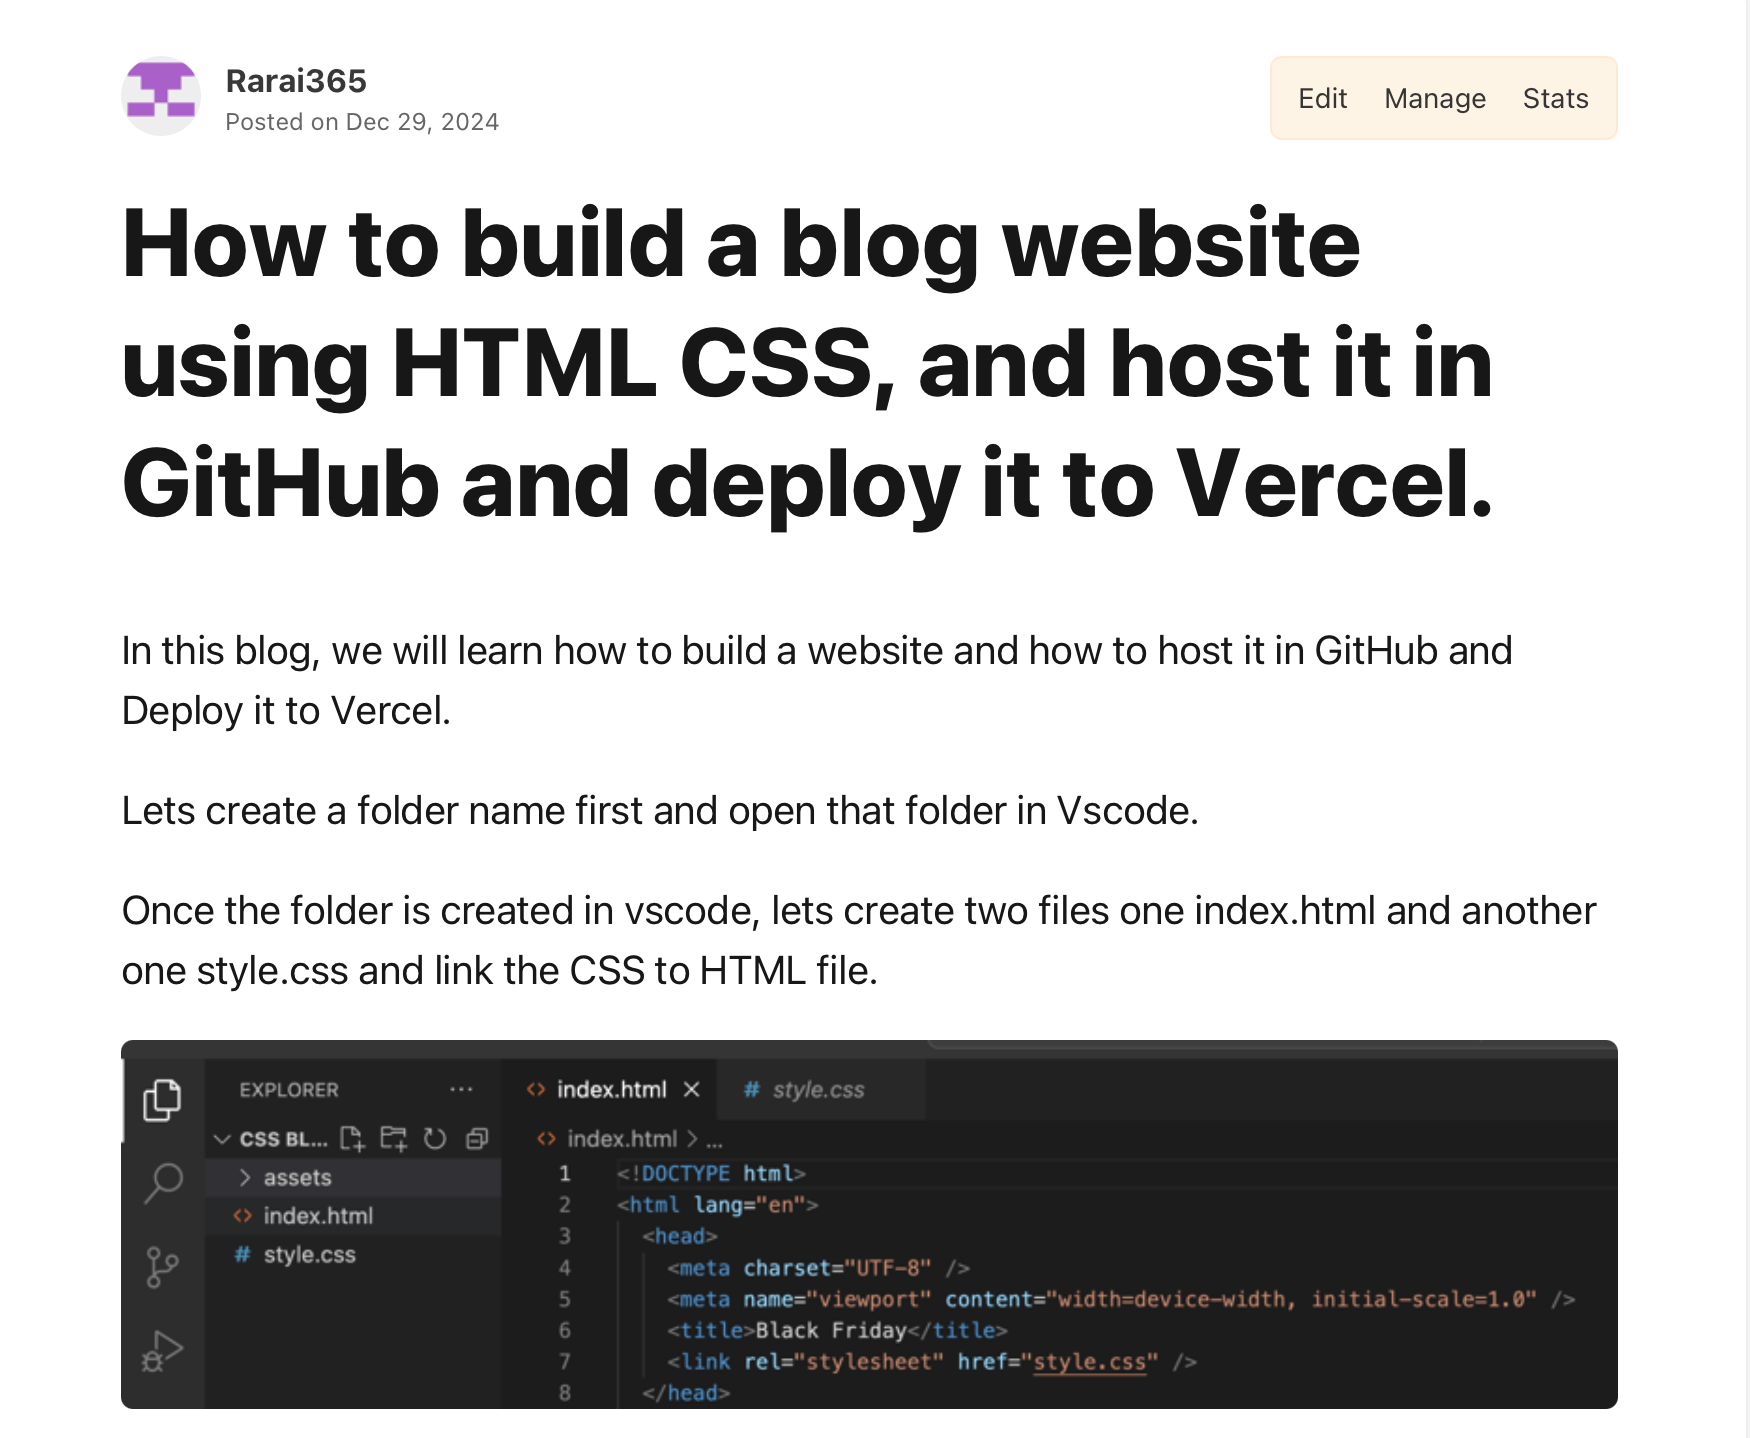 Rarai365
Posted on Dec 29, 2024
Edit Manage Stats
How to build a blog website
using HTML CSS, and host it in
GitHub and deploy it to Vercel.
In this blog, we will learn how to build a website and how to host it in GitHub and
Deploy it to Vercel.
Lets create a folder name first and open that folder in Vscode.
Once the folder is created in vscode, lets create two files one index.html and another
one style.css and link the CSS to HTML file.
EXPLORER ···
CSS BL...
assets
index.html
style.css
<> index.html × # style.css
<> index.html > ...
1 <!DOCTYPE html>
2 <html lang="en">
3 <head>
4 <meta charset="UTF-8" />
5 <meta name="viewport" content="width=device-width, initial-scale=1.0" />
6 <title>Black Friday</title>
7 <link rel="stylesheet" href="style.css" />
8 </head>